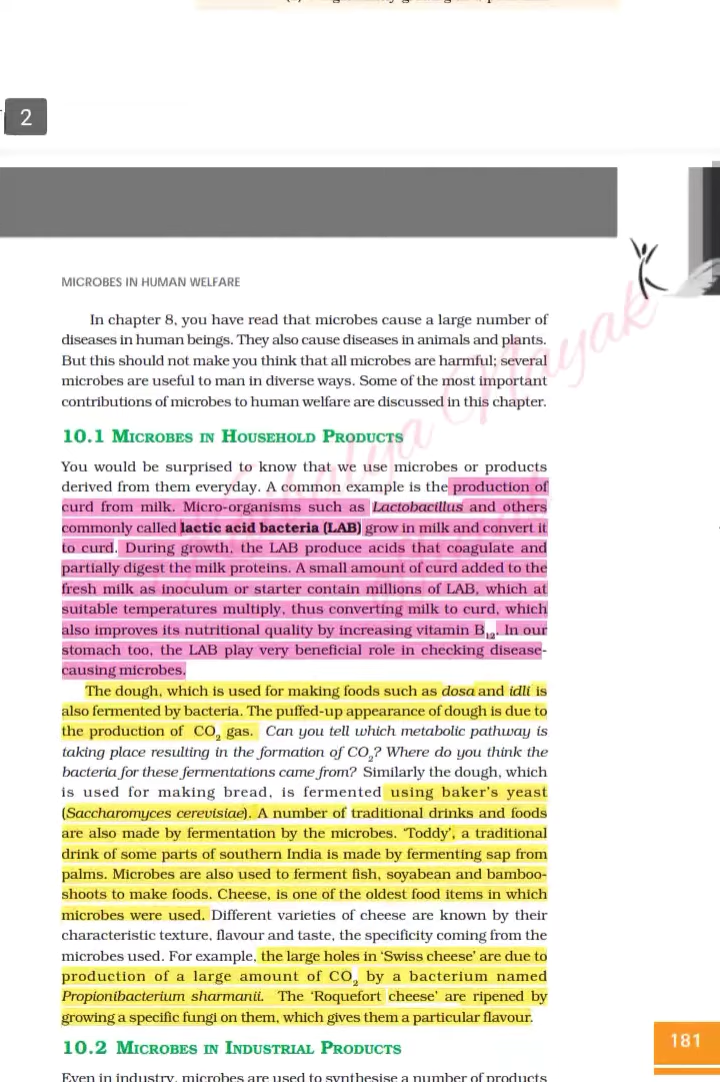 2
MICROBES IN HUMAN WELFARE
In chapter 8, you have read that microbes cause a large number of
diseases in human beings. They also cause diseases in animals and plants.
But this should not make you think that all microbes are harmful; several
microbes are useful to man in diverse ways. Some of the most important
contributions of microbes to human welfare are discussed in this chapter.
10.1 MICROBES IN HOUSEHOLD PRODUCTS
You would be surprised to know that we use microbes or products
derived from them everyday. A common example is the production of
curd from milk. Micro-organisms such as Lactobacillus and others
commonly called lactic acid bacteria (LAB) grow in milk and convert it
to curd. During growth, the LAB produce acids that coagulate and
partially digest the milk proteins. A small amount of curd added to the
fresh milk as inoculum or starter contain millions of LAB, which at
suitable temperatures multiply, thus converting milk to curd, which
also improves its nutritional quality by increasing vitamin B₁₂. In our
stomach too, the LAB play very beneficial role in checking disease-
causing microbes.
The dough, which is used for making foods such as dosa and idli is
also fermented by bacteria. The puffed-up appearance of dough is due to
the production of CO₂ gas. Can you tell which metabolic pathway is
taking place resulting in the formation of CO₂? Where do you think the
bacteria for these fermentations came from? Similarly the dough, which
is used for making bread, is fermented using baker's yeast
(Saccharomyces cerevisiae). A number of traditional drinks and foods
are also made by fermentation by the microbes. 'Toddy', a traditional
drink of some parts of southern India is made by fermenting sap from
palms. Microbes are also used to ferment fish, soyabean and bamboo-
shoots to make foods. Cheese, is one of the oldest food items in which
microbes were used. Different varieties of cheese are known by their
characteristic texture, flavour and taste, the specificity coming from the
microbes used. For example, the large holes in 'Swiss cheese' are due to
production of a large amount of CO₂ by a bacterium named
Propionibacterium sharmanii. The 'Roquefort cheese' are ripened by
growing a specific fungi on them, which gives them a particular flavour.
181
10.2 MICROBES IN INDUSTRIAL PRODUCTS
Even in industry, microbes are used to synthesise a number of products
Nayak